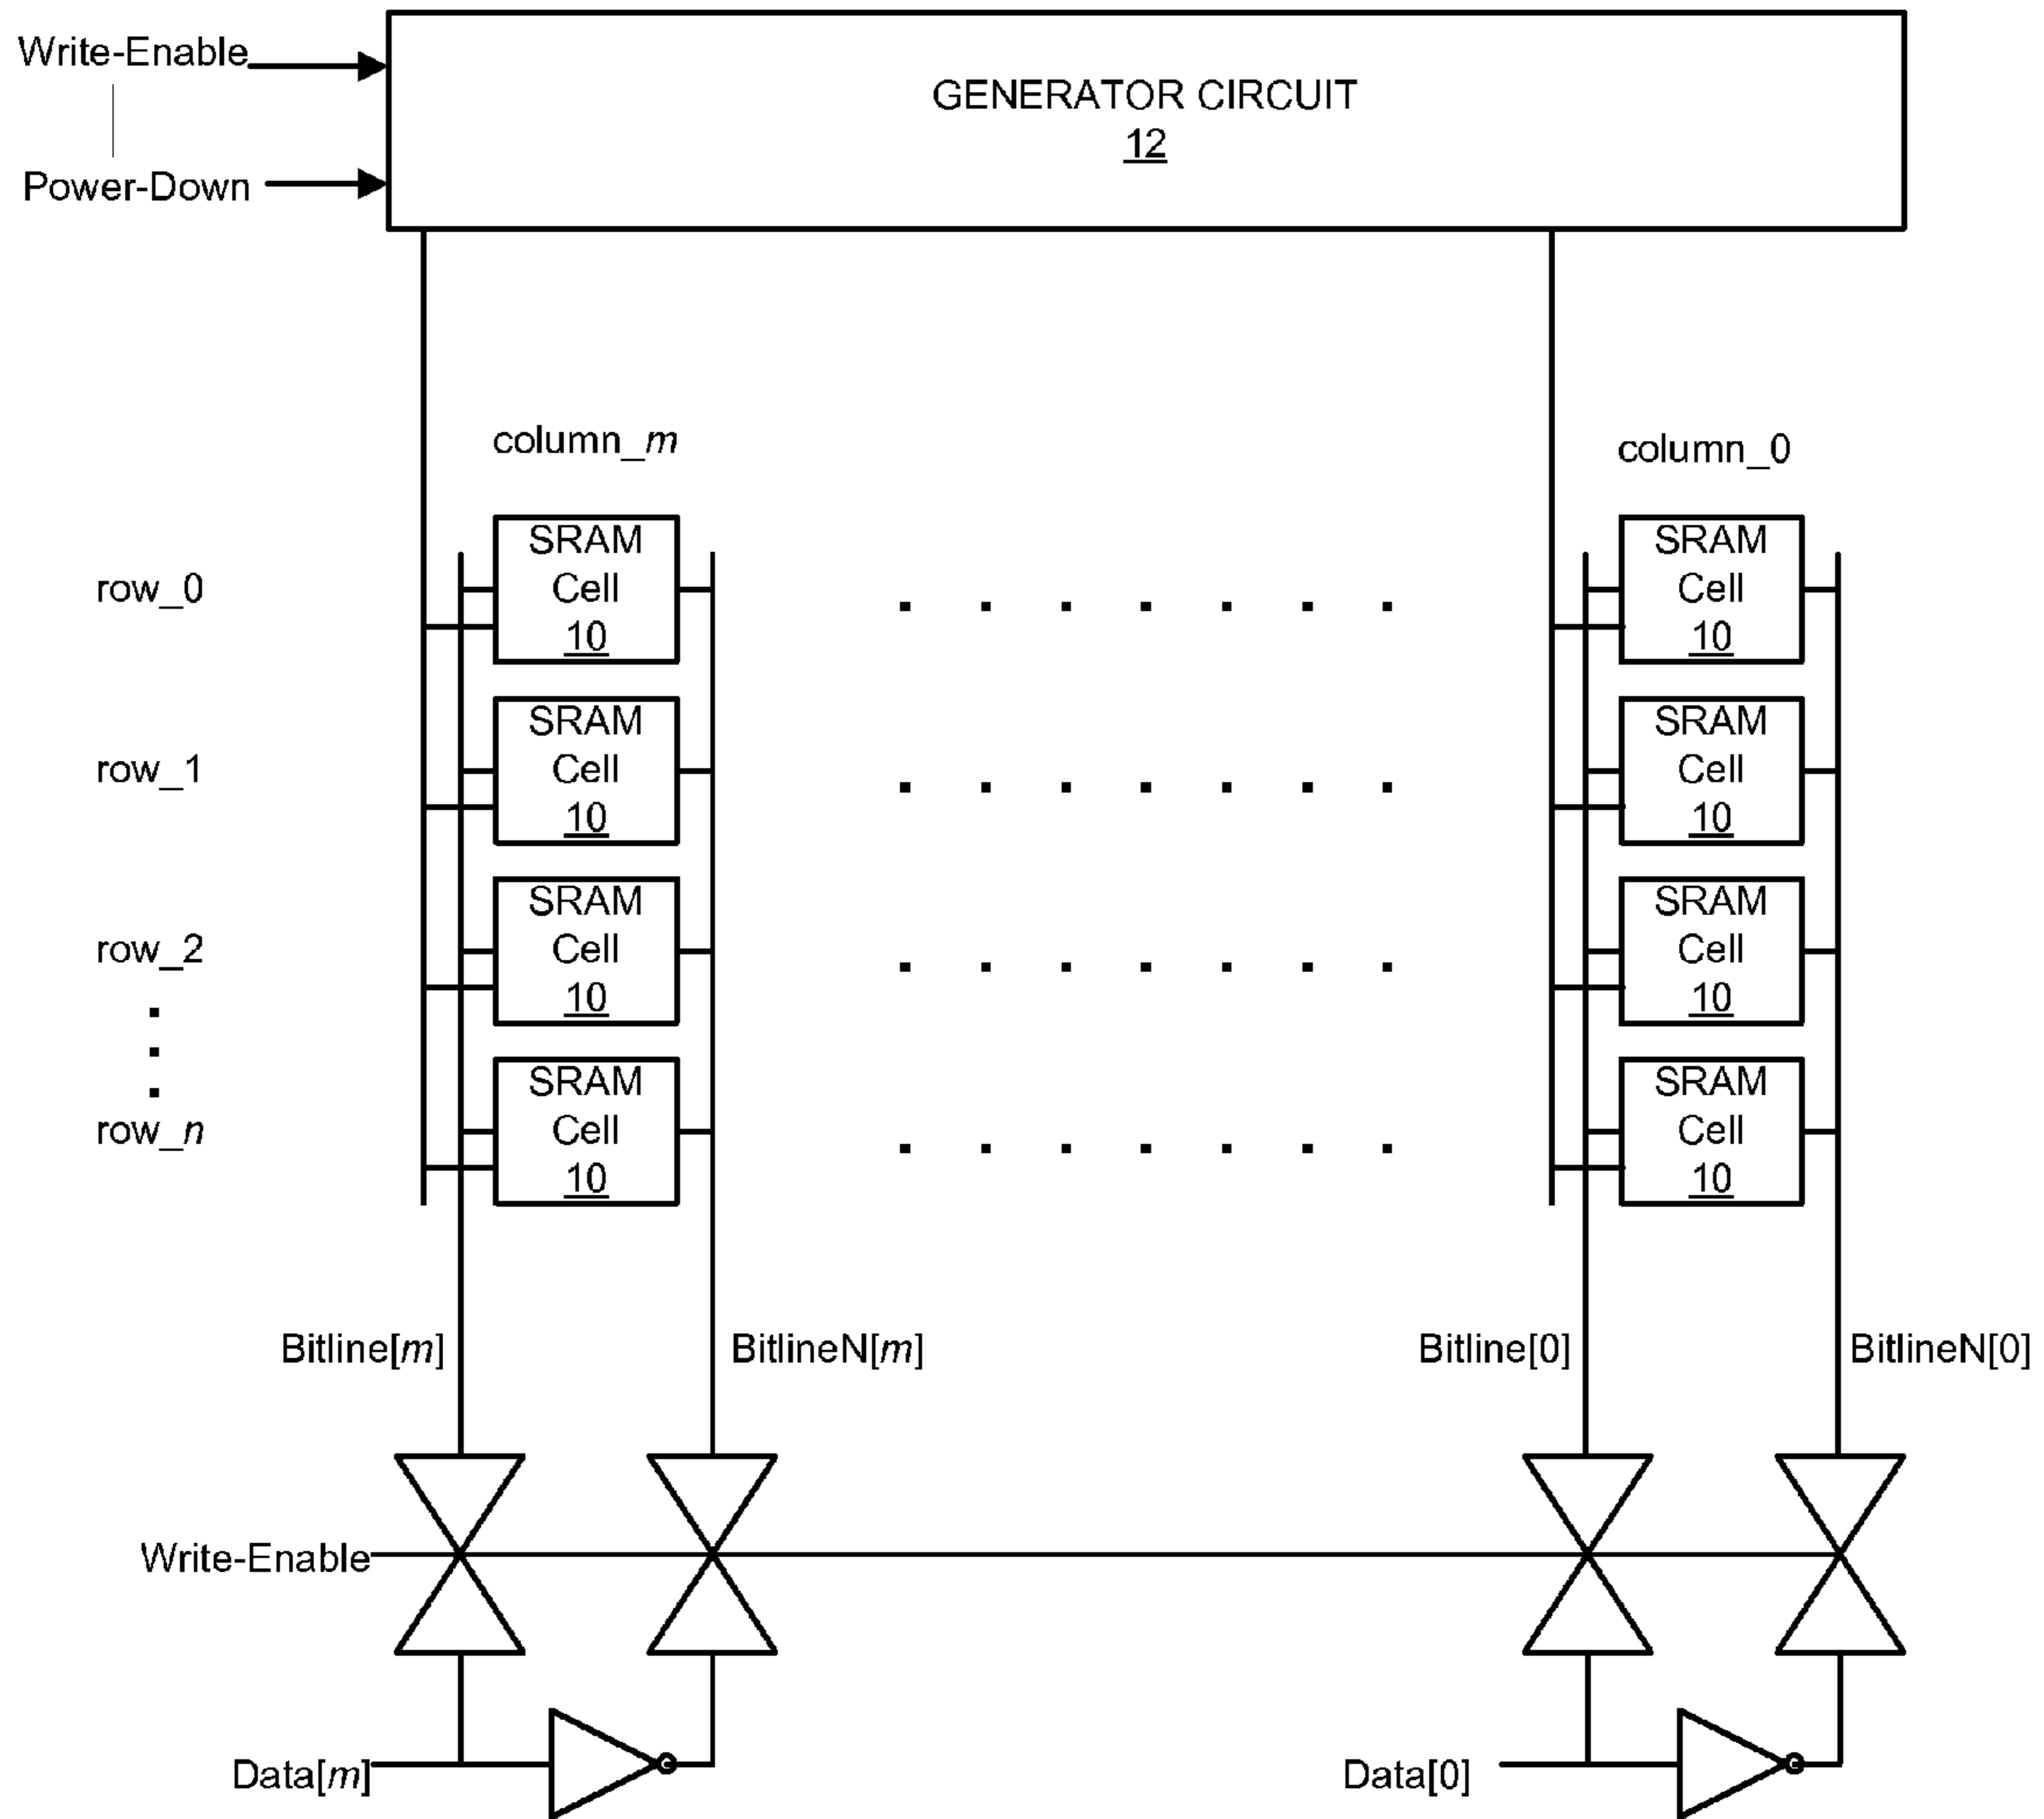 Write-Enable
GENERATOR CIRCUIT
12
Power-Down
column_m
column_0
row_0
SRAM
Cell
10
SRAM
Cell
10
row_1
SRAM
Cell
10
SRAM
Cell
10
row_2
SRAM
Cell
10
SRAM
Cell
10
row_n
SRAM
Cell
10
SRAM
Cell
10
Bitline[m]
BitlineN[m]
Bitline[0]
BitlineN[0]
Write-Enable
Data[m]
Data[0]